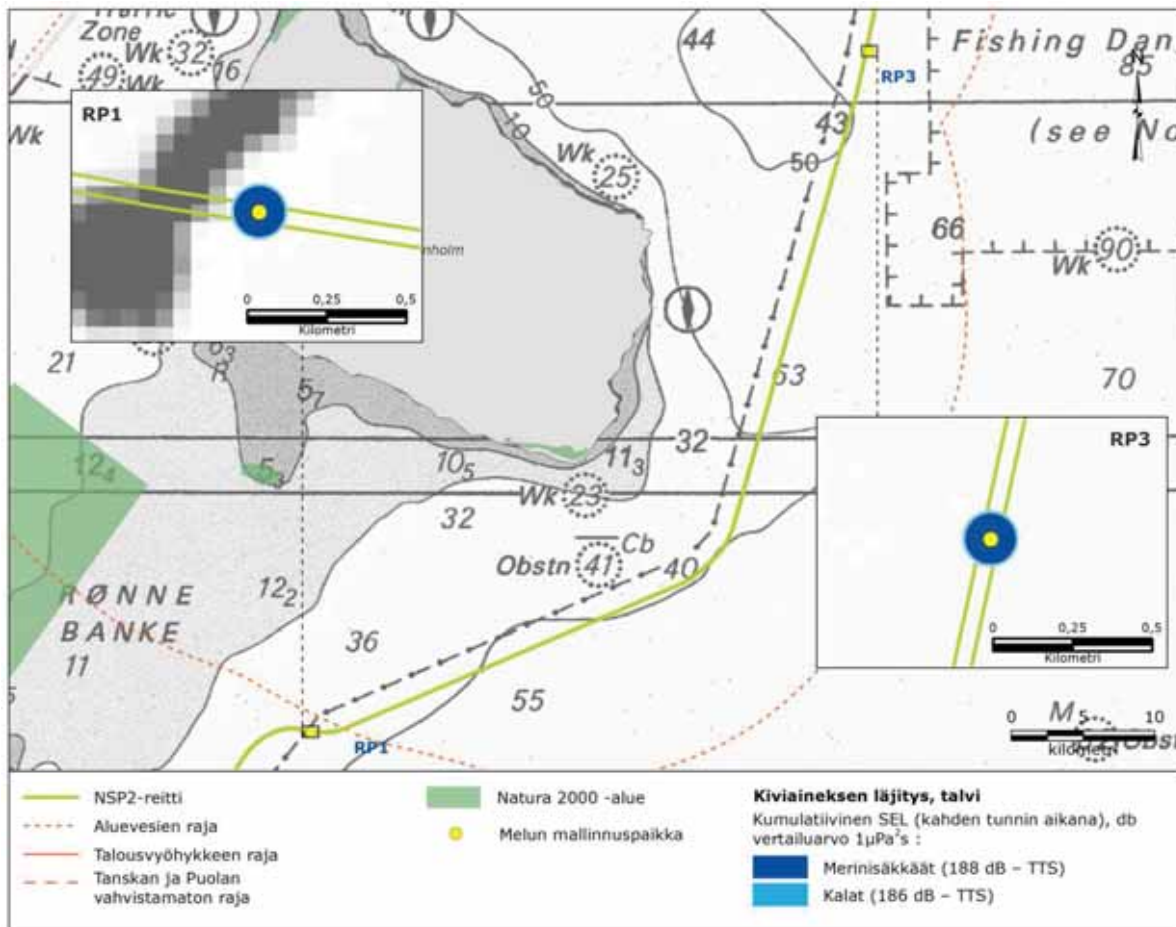 Traffic
Zone
Wk 32
16
49
Wk
Wk
44
Fishing Dan
85
N
RP3
50
10
43
(see No
RP1
Wk
25
50
66
Wk 90
nholm
0 0,25 0,5
Kilometri
21
63
R
57
53
70
32
RP3
124
53
105
113
Wk 23
32
Cb
Obstn 41
40
RØNNE
BANKE
11
122
36
0 0,25 0,5
Kilometri
55
RP1
M
0 5 10
kilometri
Obst
NSP2-reitti
Aluevesien raja
Talousvyöhykkeen raja
Tanskan ja Puolan
vahvistamaton raja
Natura 2000 -alue
Melun mallinnuspaikka
Kiviaineksen läjitys, talvi
Kumulatiivinen SEL (kahden tunnin aikana), db
vertailuarvo 1µPa²s :
Merinisäkkäät (188 dB – TTS)
Kalat (186 dB – TTS)